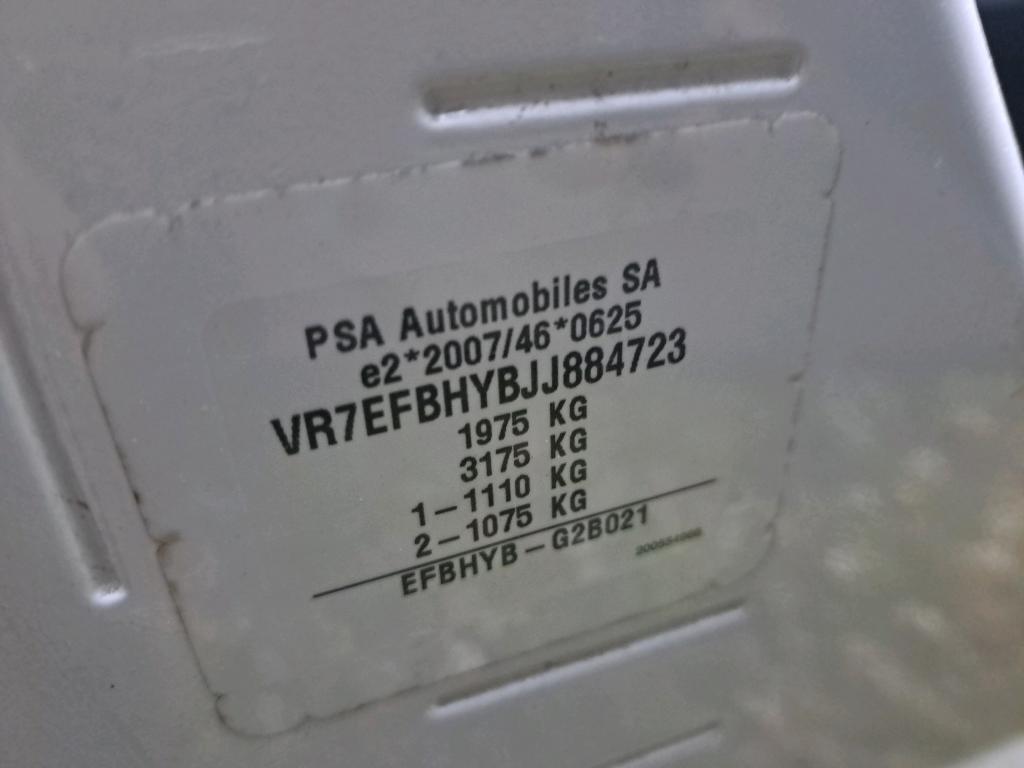 PSA Automobiles SA
e2*2007/46*0625
VR7EFBHYBJJ884723
1975 KG
3175 KG
1-1110 KG
2-1075 KG
EFBHYB-G2B021